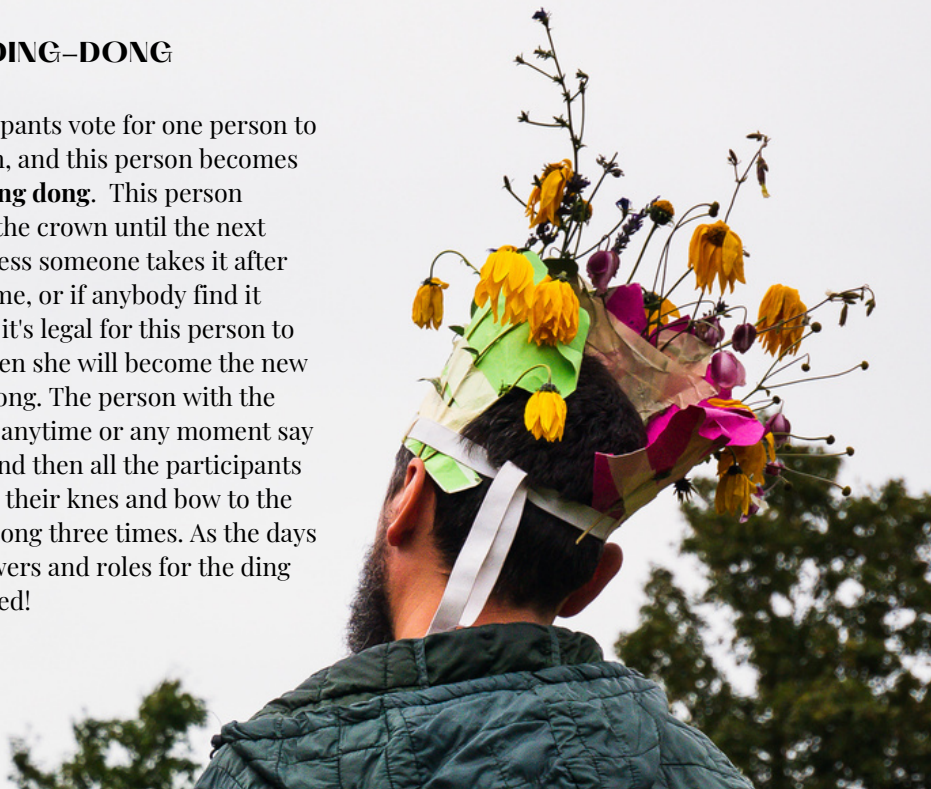 DING-DONG
pants vote for one person to
, and this person becomes
ng dong. This person
the crown until the next
ess someone takes it after
me, or if anybody find it
it's legal for this person to
en she will become the new
ong. The person with the
anytime or any moment say
nd then all the participants
their knes and bow to the
ong three times. As the days
wers and roles for the ding
ed!